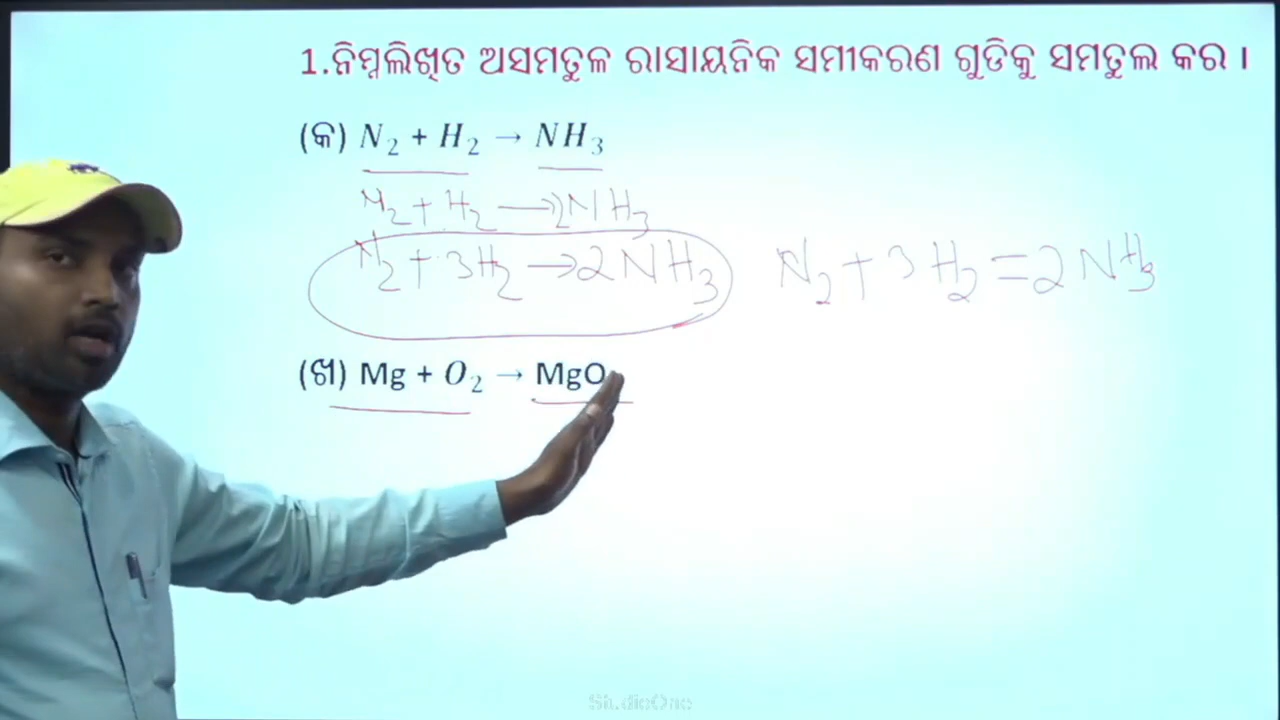 1.ନିମ୍ନଲିଖିତ ଅସମତୁଳ ରାସାୟନିକ ସମୀକରଣ ଗୁଡିକୁ ସମତୁଲ କର ।
(କ) N₂ + H₂ → NH₃
N₂ + H₂ → 2NH₃
N₂ + 3H₂ → 2NH₃ N₂ + 3H₂ = 2NH₃
(ଖ) Mg + O₂ → MgO